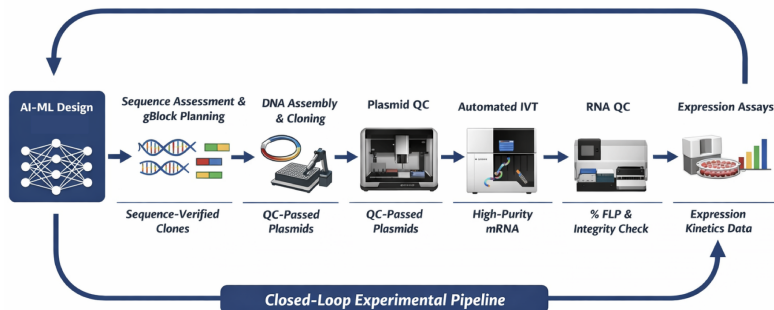 AI-ML Design
Sequence Assessment &
gBlock Planning
DNA Assembly
& Cloning
Plasmid QC
Automated IVT
RNA QC
Expression Assays
Sequence-Verified
Clones
QC-Passed
Plasmids
QC-Passed
Plasmids
High-Purity
mRNA
% FLP &
Integrity Check
Expression
Kinetics Data
Closed-Loop Experimental Pipeline